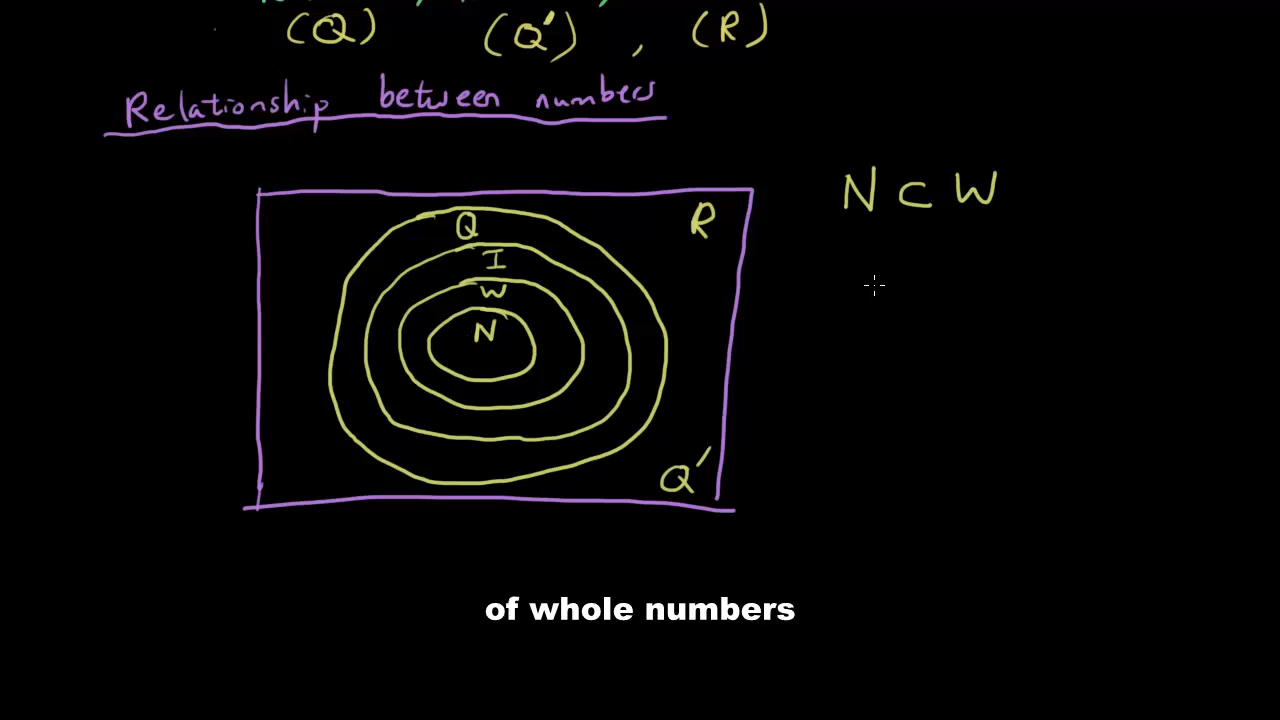 (Q) (Q') , (R)
Relationship between numbers
N ⊂ W
R
Q
I
W
N
Q'
of whole numbers